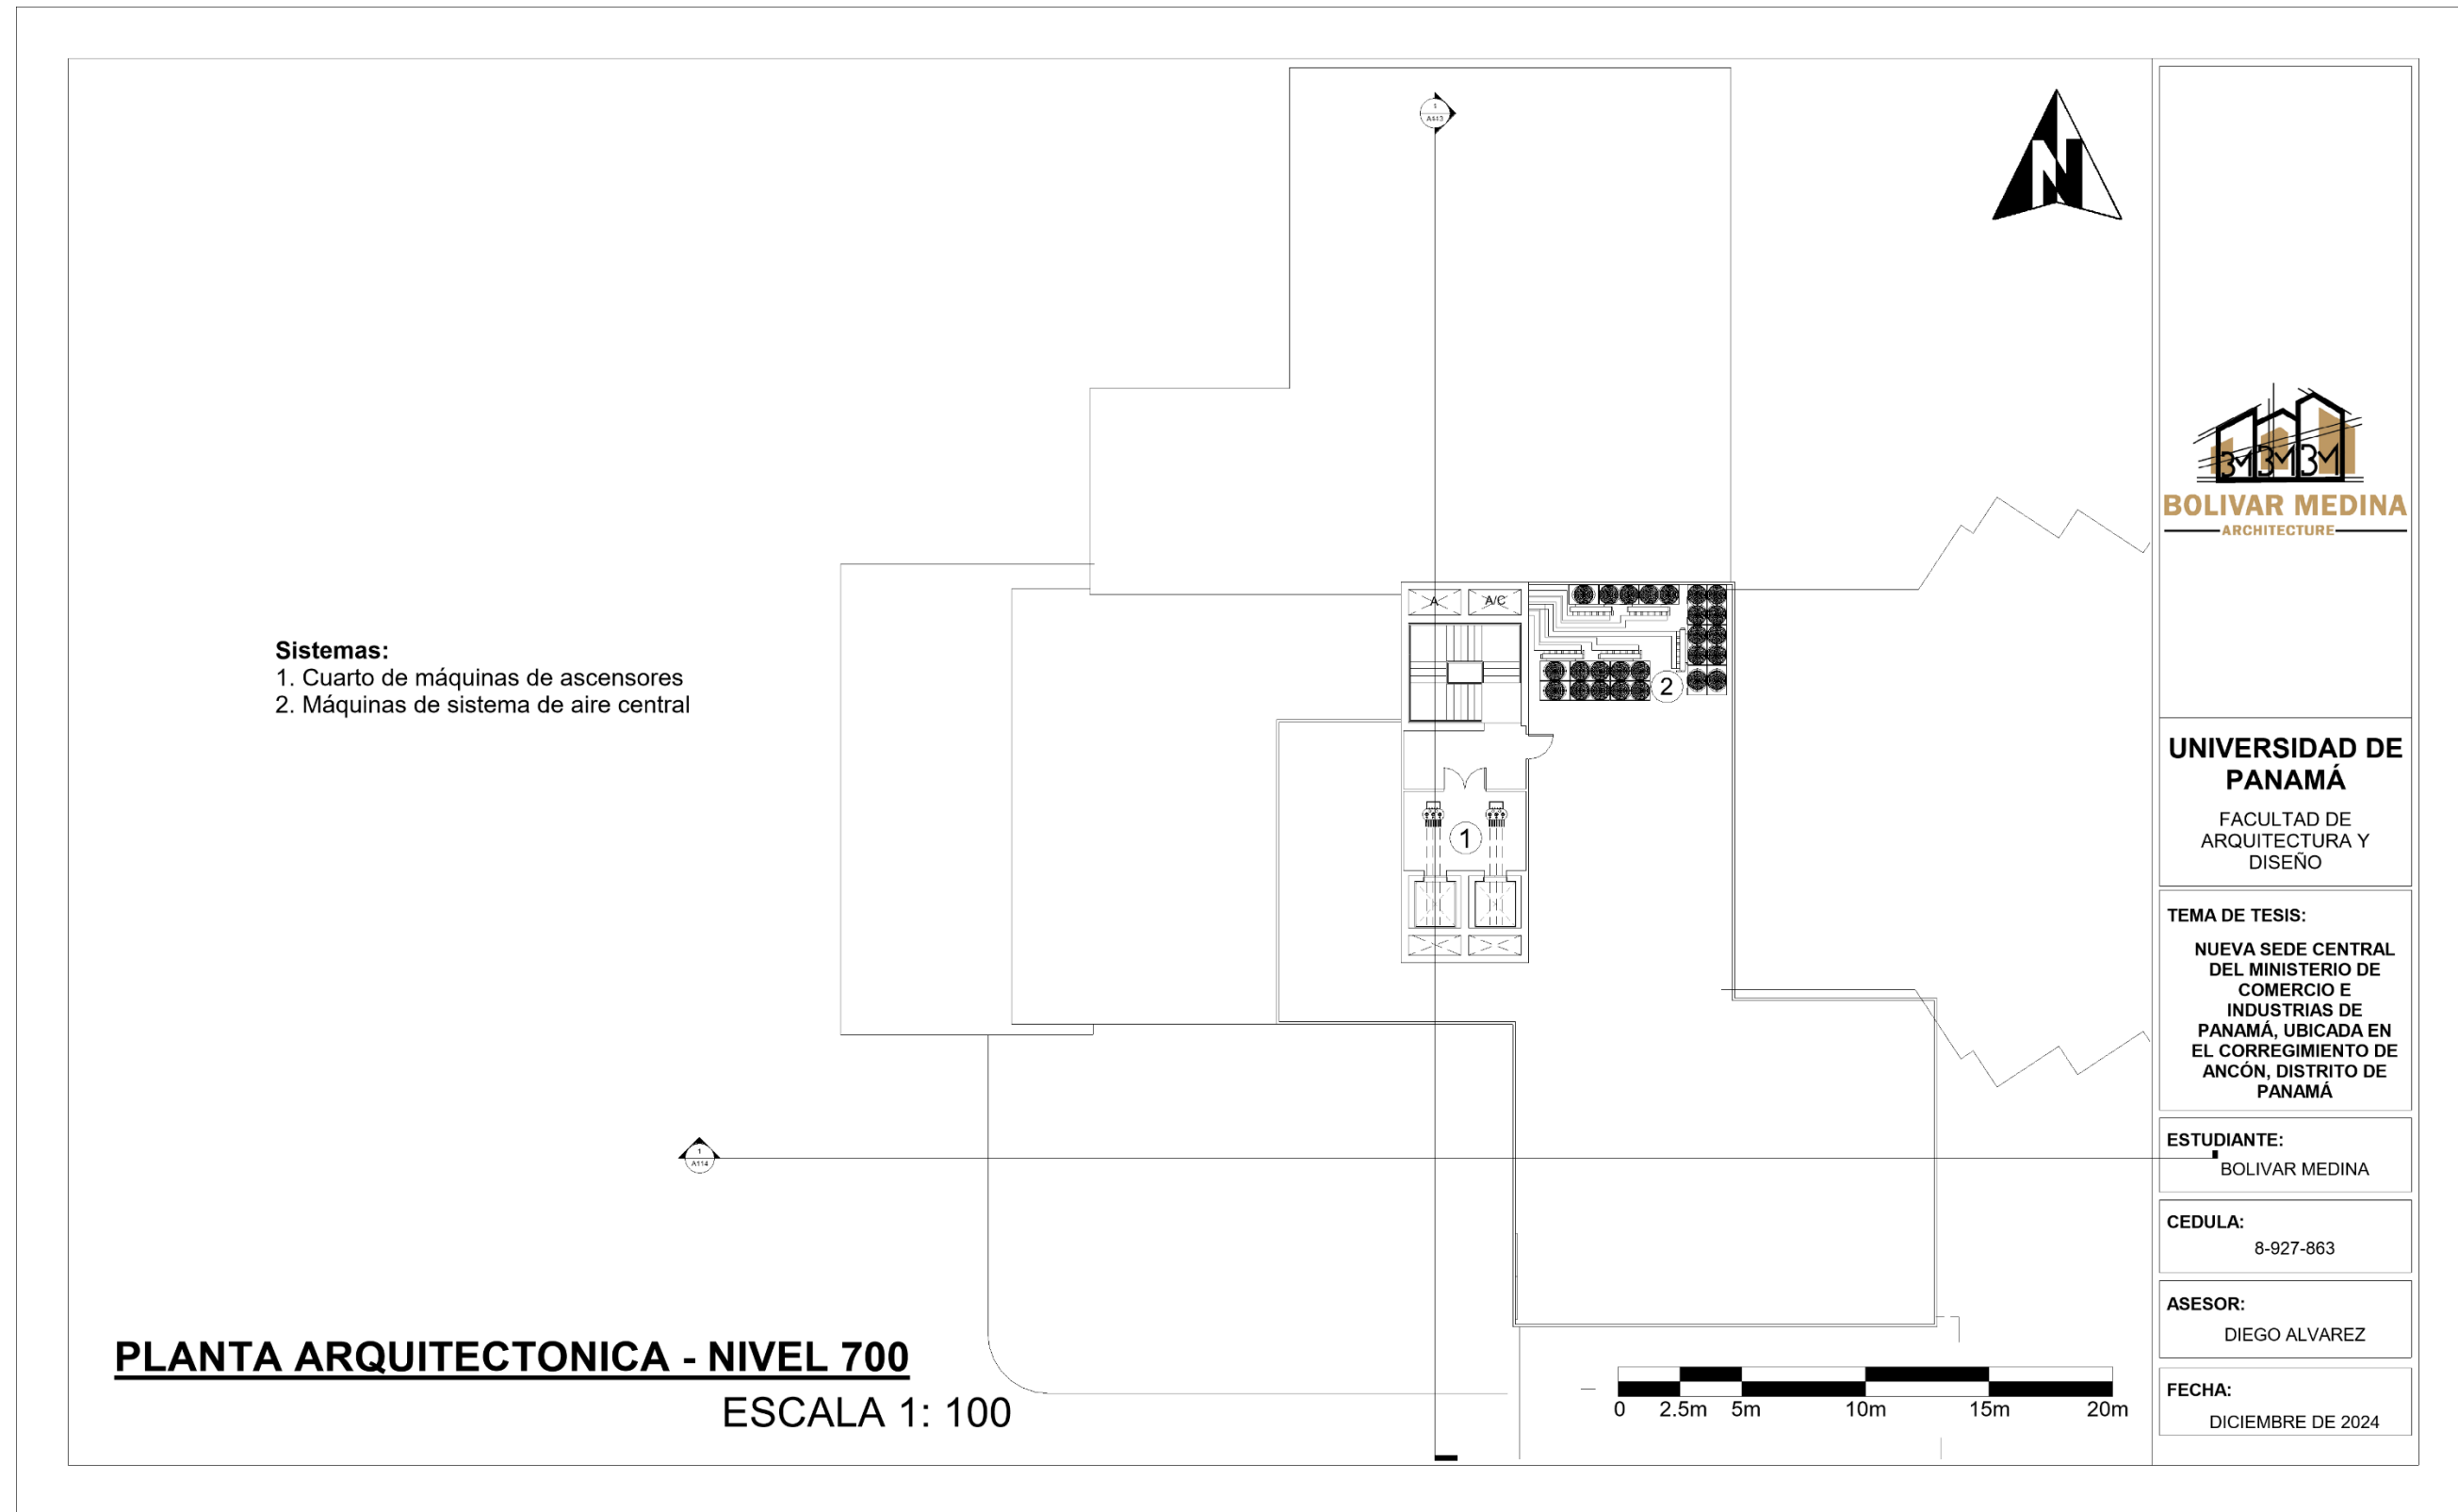 1
A113
N
BOLIVAR MEDINA
ARCHITECTURE
A
A/C
2
1
Sistemas:
1. Cuarto de máquinas de ascensores
2. Máquinas de sistema de aire central
UNIVERSIDAD DE
PANAMÁ
FACULTAD DE
ARQUITECTURA Y
DISEÑO
TEMA DE TESIS:
NUEVA SEDE CENTRAL
DEL MINISTERIO DE
COMERCIO E
INDUSTRIAS DE
PANAMÁ, UBICADA EN
EL CORREGIMIENTO DE
ANCÓN, DISTRITO DE
PANAMÁ
1
A114
ESTUDIANTE:
BOLIVAR MEDINA
CEDULA:
8-927-863
ASESOR:
DIEGO ALVAREZ
FECHA:
DICIEMBRE DE 2024
PLANTA ARQUITECTONICA - NIVEL 700
ESCALA 1: 100
0 2.5m 5m 10m 15m 20m